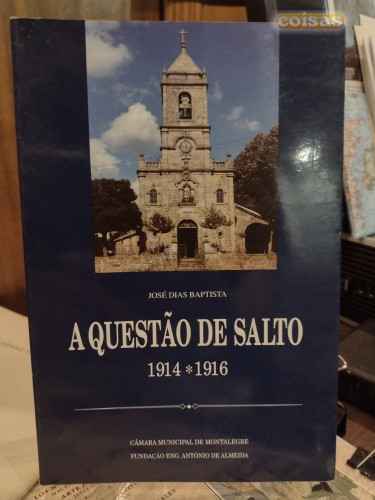 coisas
JOSÉ DIAS BAPTISTA
A QUESTÃO DE SALTO
1914 * 1916
CÂMARA MUNICIPAL DE MONTALEGRE
FUNDAÇÃO ENG. ANTÓNIO DE ALMEIDA